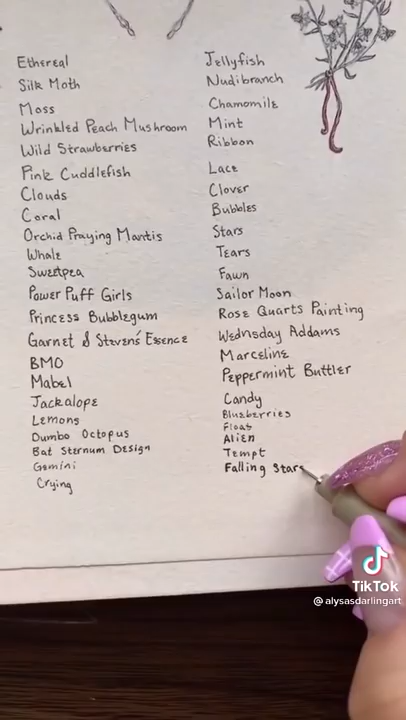 Ethereal
Silk Moth
Moss
Wrinkled Peach Mushroom
Wild Strawberries
Pink Cuddlefish
Clouds
Coral
Orchid Praying Mantis
Whale
Sweetpea
Power Puff Girls
Princess Bubblegum
Garnet & Stevens' Essence
BMO
Mabel
Jackalope
Lemons
Dumbo Octopus
Bat Sternum Design
Gemini
Crying
Jellyfish
Nudibranch
Chamomile
Mint
Ribbon
Lace
Clover
Bubbles
Stars
Tears
Fawn
Sailor Moon
Rose Quarts Painting
Wednsday Addams
Marceline
Peppermint Buttler
Candy
Blueberries
Float
Alien
Tempt
Falling Stars
TikTok
@alysasdarlingart